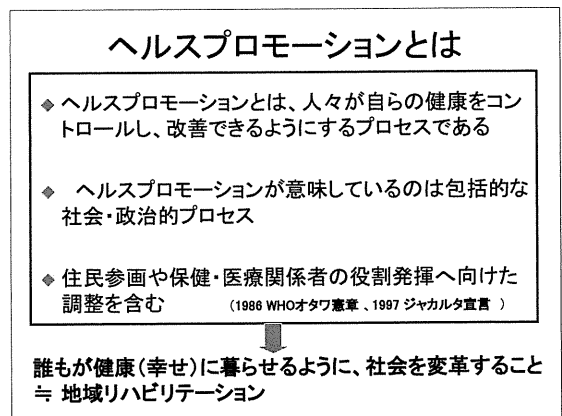 ヘルスプロモーションとは
◆ ヘルスプロモーションとは、人々が自らの健康をコン
トロールし、改善できるようにするプロセスである
◆ ヘルスプロモーションが意味しているのは包括的な
社会・政治的プロセス
◆ 住民参画や保健・医療関係者の役割発揮へ向けた
調整を含む （1986 WHOオタワ憲章 、1997 ジャカルタ宣言 ）
誰もが健康（幸せ）に暮らせるように、社会を変革すること
≒ 地域リハビリテーション